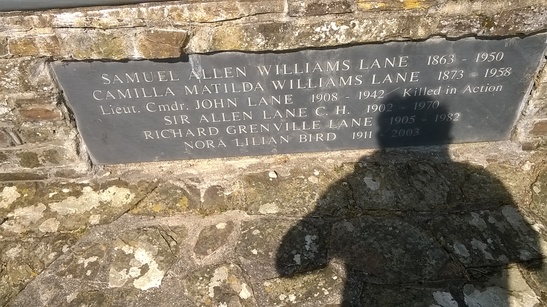 SAMUEL ALLEN WILLIAMS LANE 1863 - 1950
CAMILLA MATILDA WILLIAMS LANE 1873 - 1958
Lieut. Cmdr. JOHN LANE 1908 - 1942 Killed in Action
SIR ALLEN LANE C. H. 1902 - 1970
RICHARD GRENVILLE LANE 1905 - 1982
NORA LILIAN BIRD 1911 - 2003